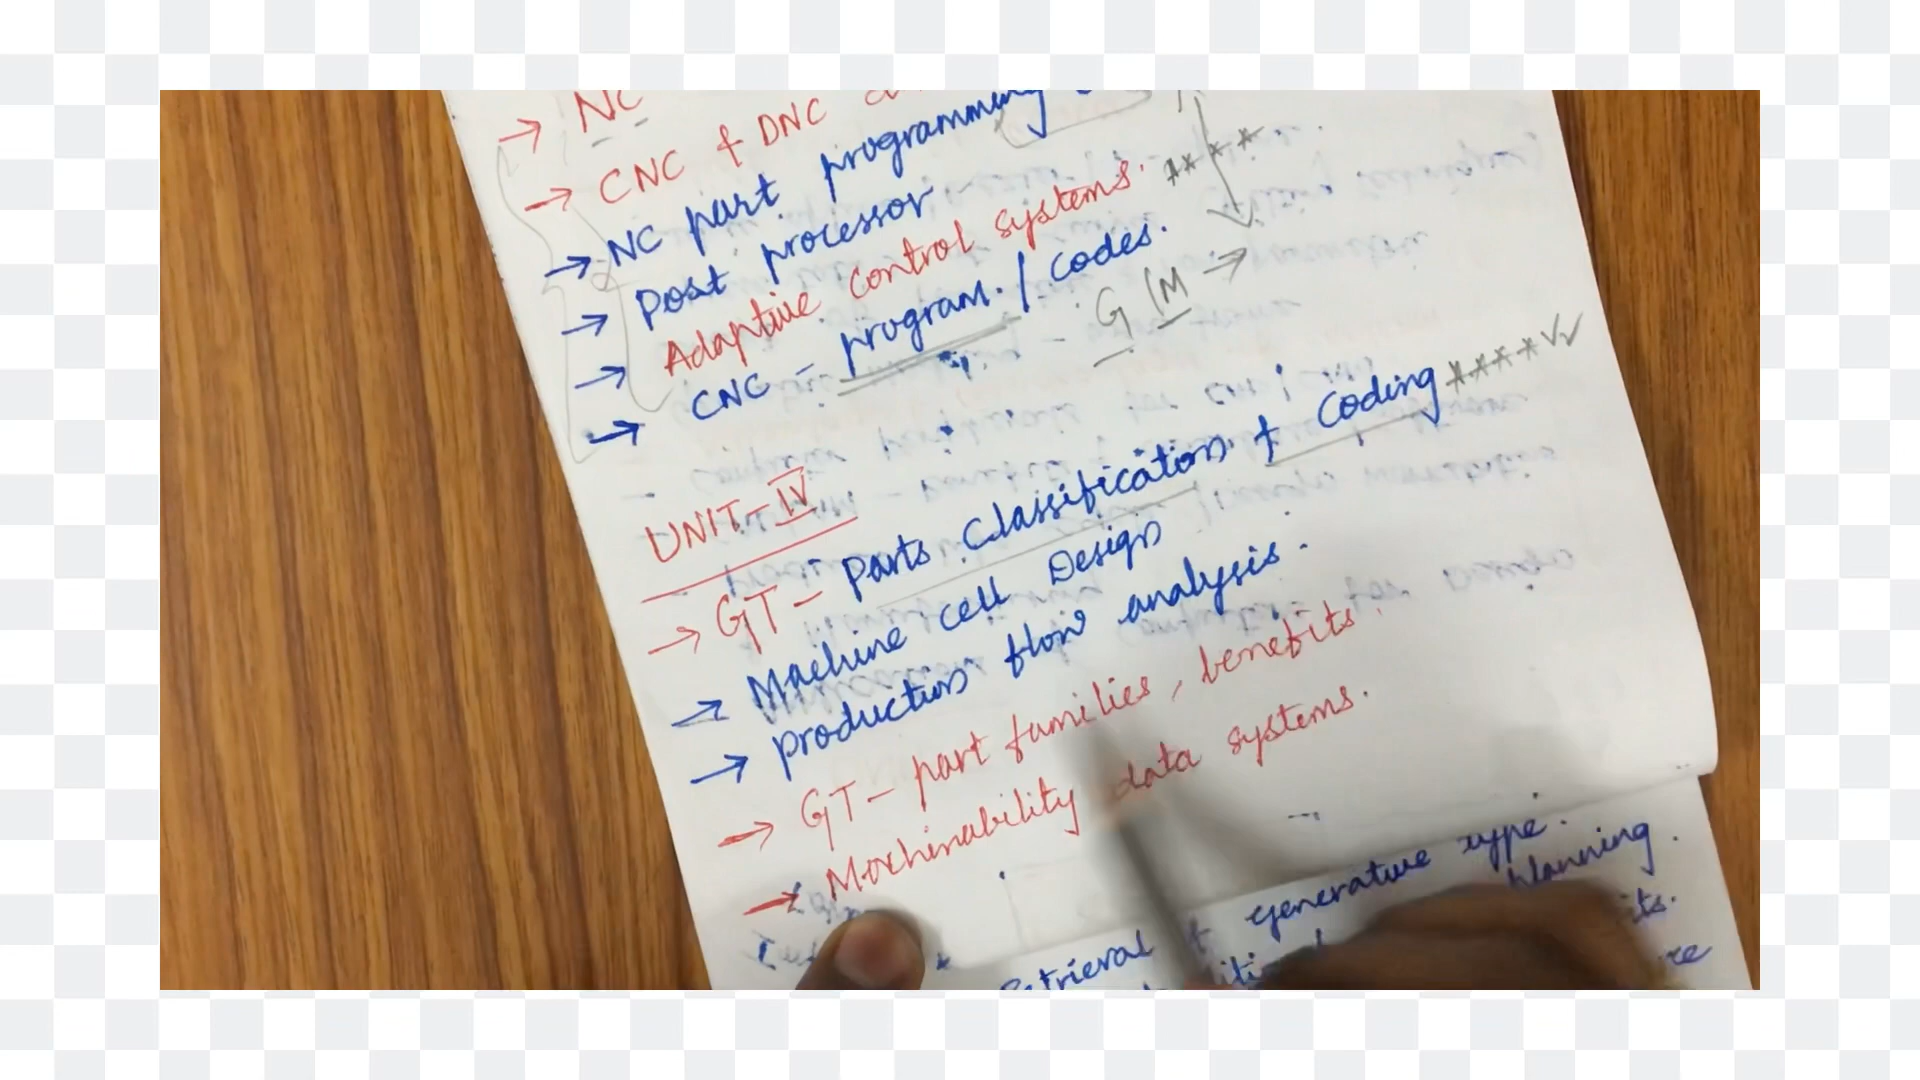 → NC
→ CNC & DNC
→ NC part programming
→ Post processor
→ Adaptive control systems. ****
→ CNC - program. / codes. G/M →
UNIT-IV
→ GT - Parts Classification & Coding ****✓✓
→ Machine cell Design
→ production flow analysis.
→ GT - part families, benefits.
→ Machinability data systems.
Retrieval & generative type.
planning.